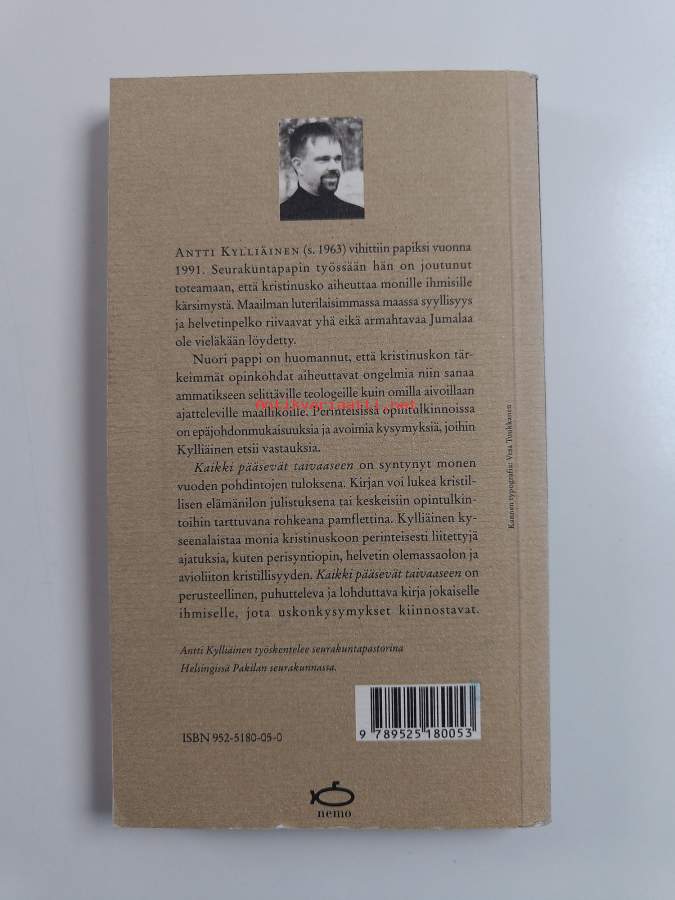 ANTTI KYLLIÄINEN (s. 1963) vihittiin papiksi vuonna
1991. Seurakuntapapin työssään hän on joutunut
toteamaan, että kristinusko aiheuttaa monille ihmisille
kärsimystä. Maailman luterilaisimmassa maassa syyllisyys
ja helvetinpelko riivaavat yhä eikä armahtavaa Jumalaa
ole vieläkään löydetty.
Nuori pappi on huomannut, että kristinuskon tär-
keimmät opinkohdat aiheuttavat ongelmia niin sanaa
ammatikseen selittäville teologeille kuin omilla aivoillaan
ajatteleville maallikoille. Perinteisissä opintulkinnoissa
antikvariaatti.net
on epäjohdonmukaisuuksia ja avoimia kysymyksiä, joihin
Kylliäinen etsii vastauksia.
Kaikki pääsevät taivaaseen on syntynyt monen
vuoden pohdintojen tuloksena. Kirjan voi lukea kristil-
lisen elämänilon julistuksena tai keskeisiin opintulkin-
toihin tarttuvana rohkeana pamflettina. Kylliäinen ky-
seenalaistaa monia kristinuskoon perinteisesti liitettyjä
ajatuksia, kuten perisyntiopin, helvetin olemassaolon ja
avioliiton kristillisyyden. Kaikki pääsevät taivaaseen on
perusteellinen, puhutteleva ja lohduttava kirja jokaiselle
ihmiselle, jota uskonkysymykset kiinnostavat.
Antti Kylliäinen työskentelee seurakuntapastorina
Helsingissä Pakilan seurakunnassa.
ISBN 952-5180-05-0
9 789525 180053
nemo
Kannen typografia: Vesa Tuukkanen